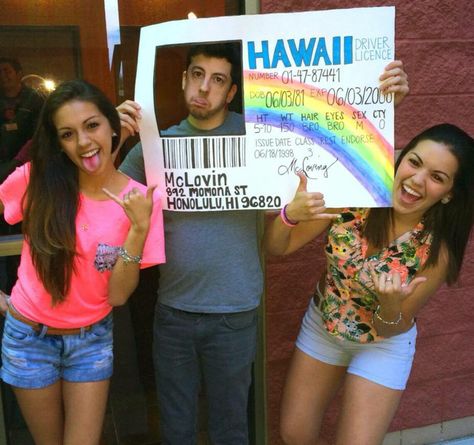 HAWAII DRIVER LICENCE
NUMBER 01-47-87441
DOB 06/03/81 EXP 06/03/2008
HT WT HAIR EYES SEX CTY
5-10 150 BRO BRO M 0
ISSUE DATE CLASS REST ENDORSE
06/18/1998 3
McLovin
McLovin
892 MOMONA ST
HONOLULU, HI 96820